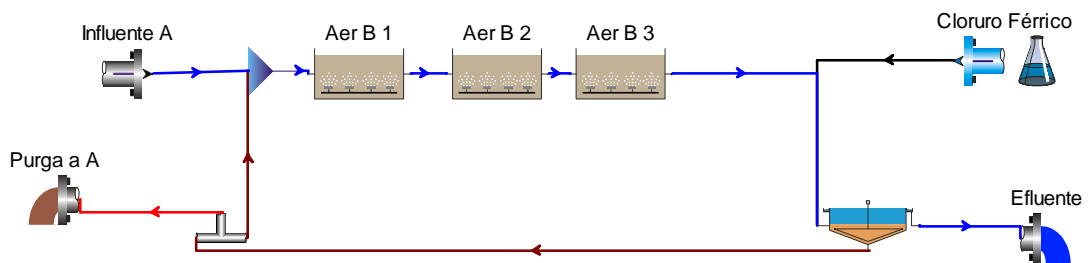 Influente A
Aer B 1
Aer B 2
Aer B 3
Cloruro Férrico
Purga a A
Efluente